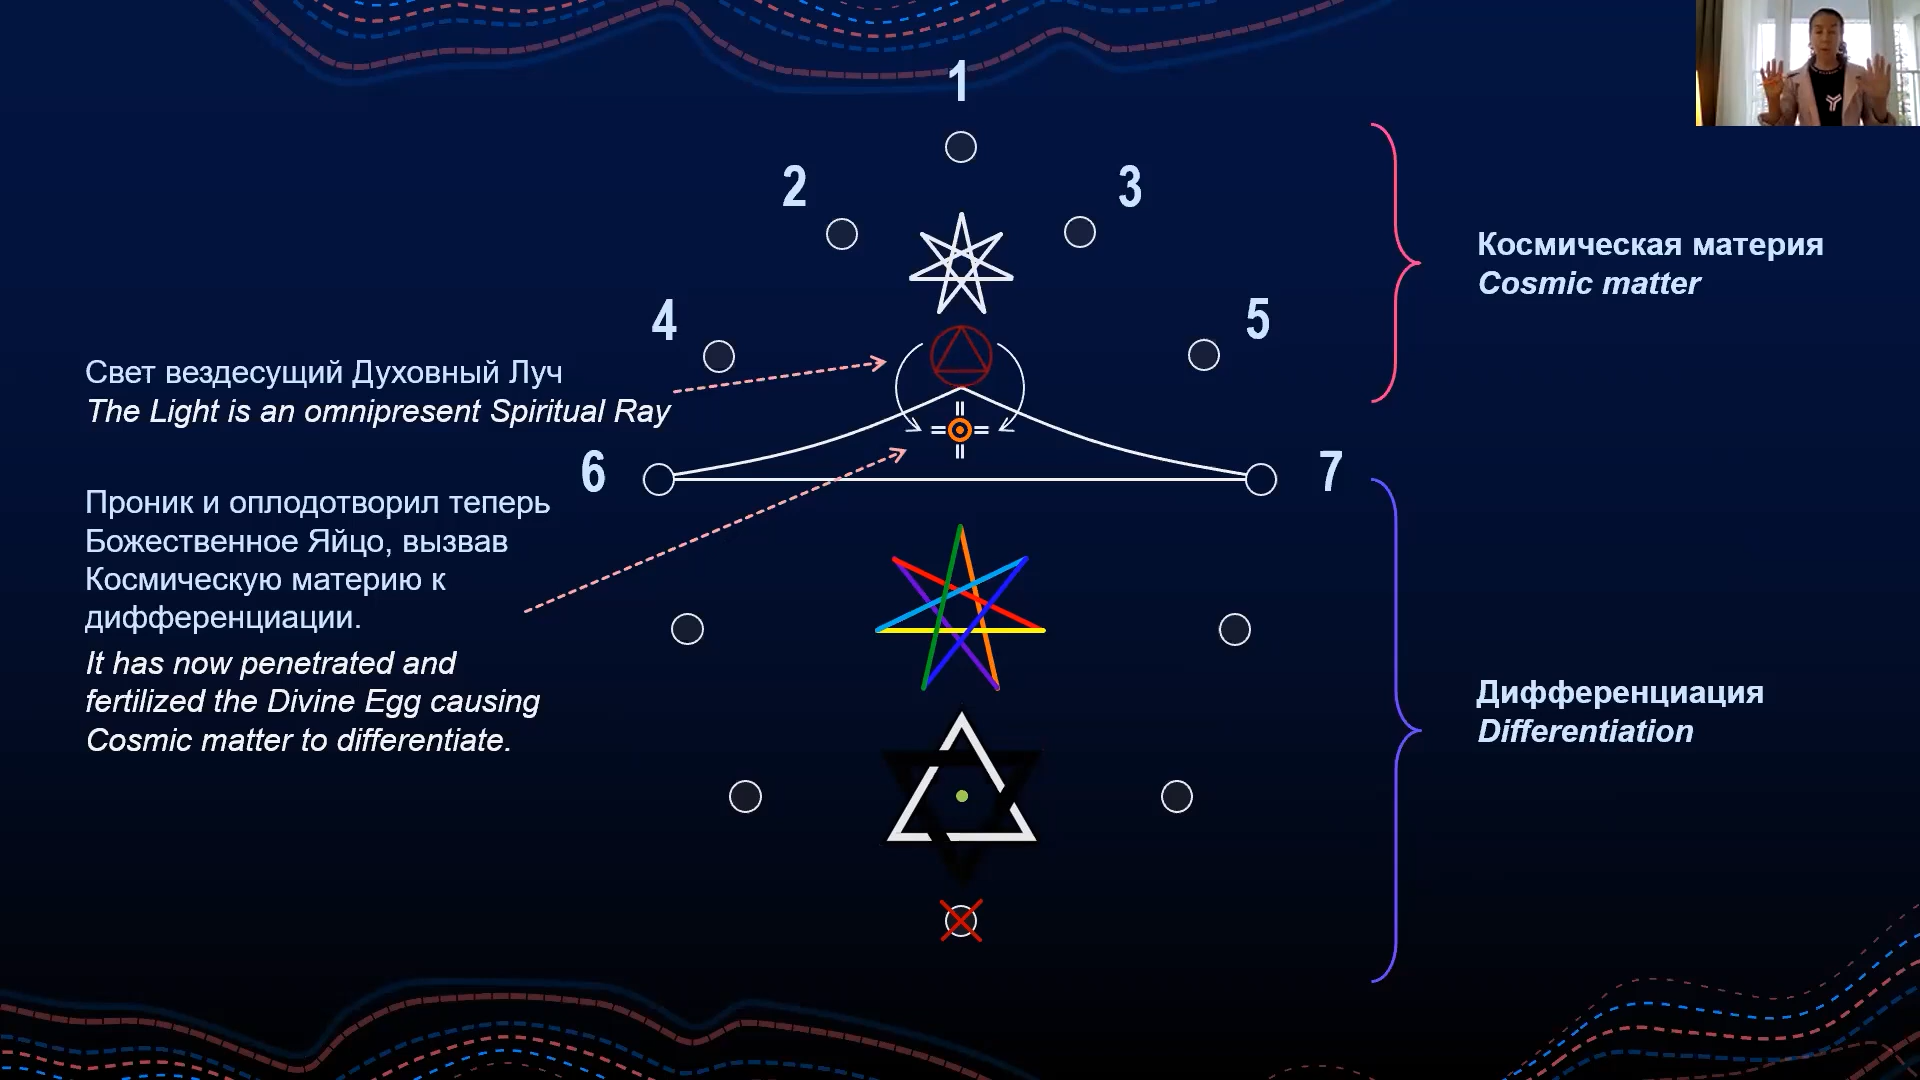 1
2
3
4
5
6
7
Космическая материя
Cosmic matter
Свет вездесущий Духовный Луч
The Light is an omnipresent Spiritual Ray
Проник и оплодотворил теперь
Божественное Яйцо, вызвав
Космическую материю к
дифференциации.
It has now penetrated and
fertilized the Divine Egg causing
Cosmic matter to differentiate.
Дифференциация
Differentiation